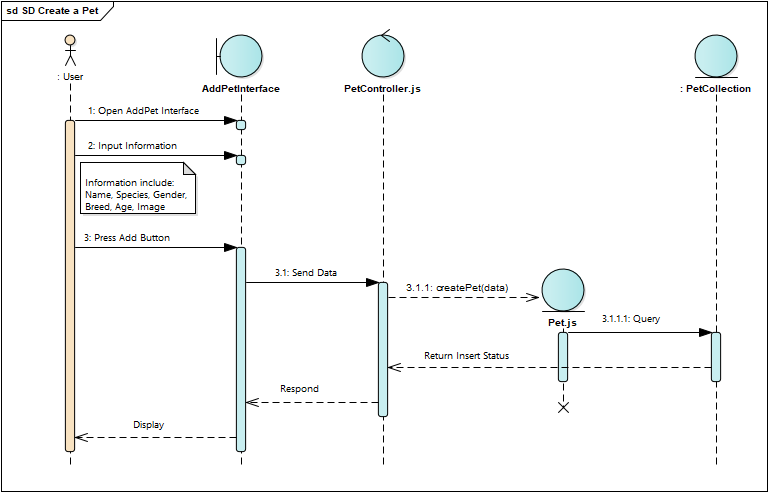 sd SD Create a Pet
: User
AddPetInterface
PetController.js
: PetCollection
1: Open AddPet Interface
2: Input Information
Information include:
Name, Species, Gender,
Breed, Age, Image
3: Press Add Button
3.1: Send Data
3.1.1: createPet(data)
Pet.js
3.1.1.1: Query
Return Insert Status
Respond
Display